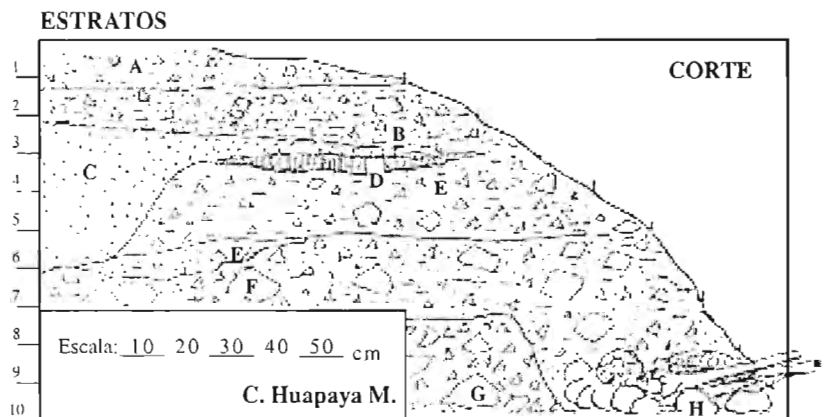 ESTRATOS
CORTE
A
1
2
B
3
C
D
E
4
5
6
E
F
7
Escala: 10 20 30 40 50 cm
8
9
C. Huapaya M.
G
H
10